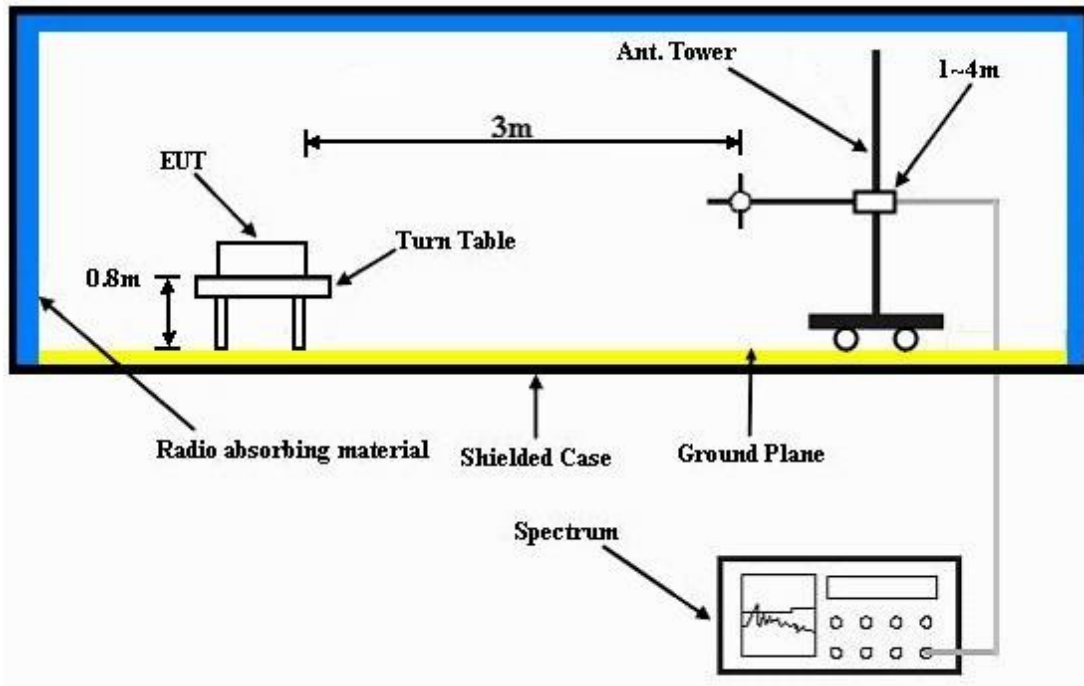 Ant. Tower
1~4m
3m
EUT
Turn Table
0.8m
Radio absorbing material
Shielded Case
Ground Plane
Spectrum